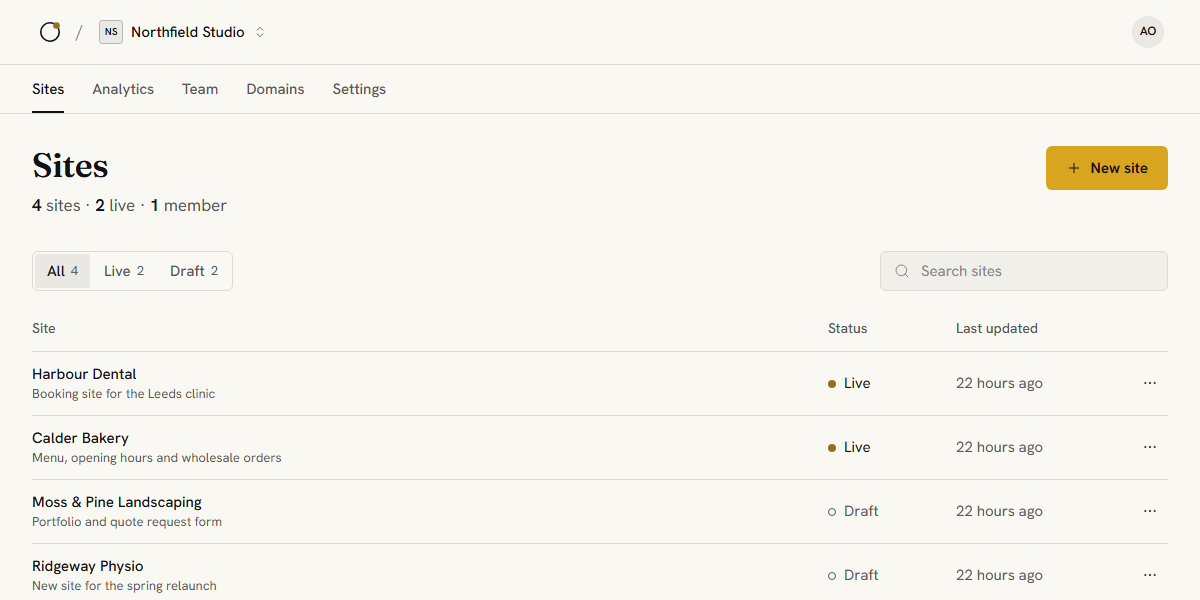 / NS Northfield Studio AO
Sites Analytics Team Domains Settings
Sites
+ New site
4 sites · 2 live · 1 member
All 4 Live 2 Draft 2 Search sites
Site Status Last updated
Harbour Dental
Booking site for the Leeds clinic
Live 22 hours ago ···
Calder Bakery
Menu, opening hours and wholesale orders
Live 22 hours ago ···
Moss & Pine Landscaping
Portfolio and quote request form
Draft 22 hours ago ···
Ridgeway Physio
New site for the spring relaunch
Draft 22 hours ago ···